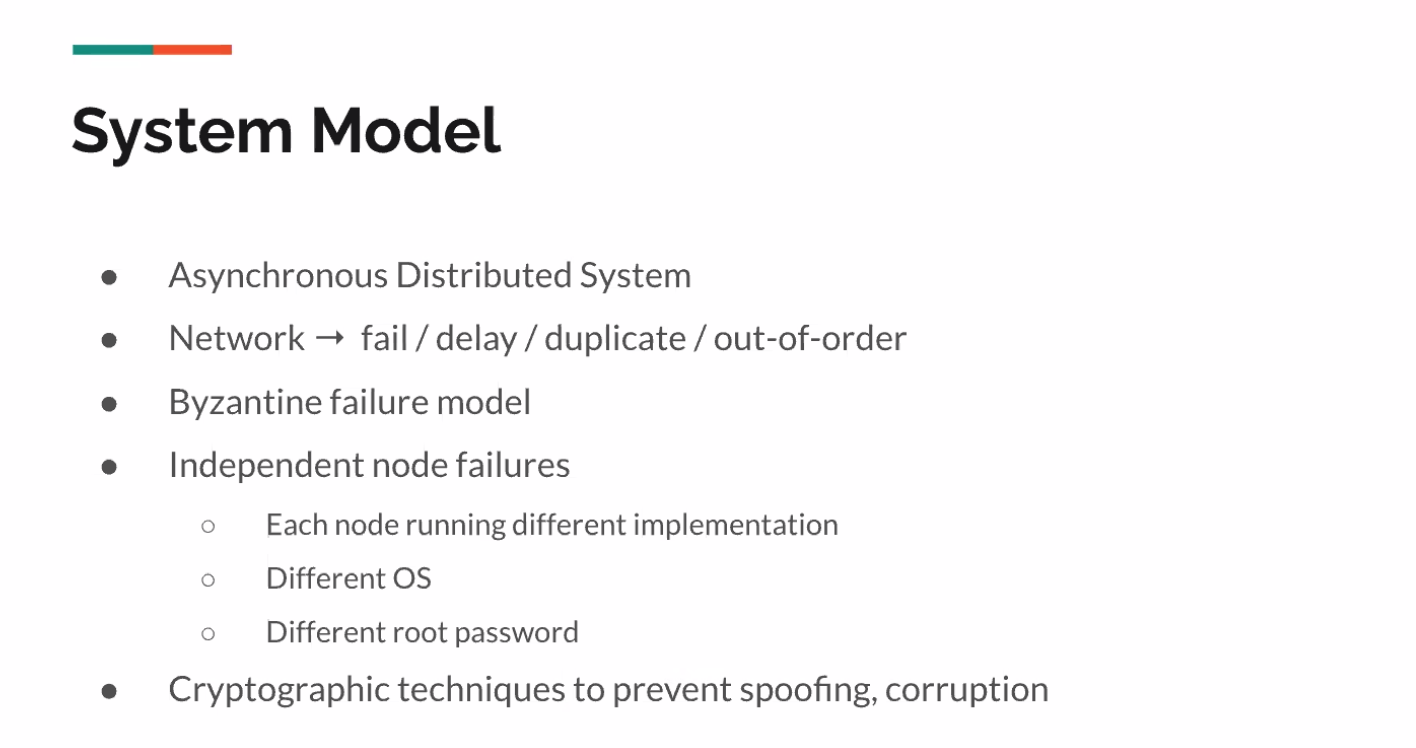 System Model
● Asynchronous Distributed System
● Network → fail / delay / duplicate / out-of-order
● Byzantine failure model
● Independent node failures
○ Each node running different implementation
○ Different OS
○ Different root password
● Cryptographic techniques to prevent spoofing, corruption